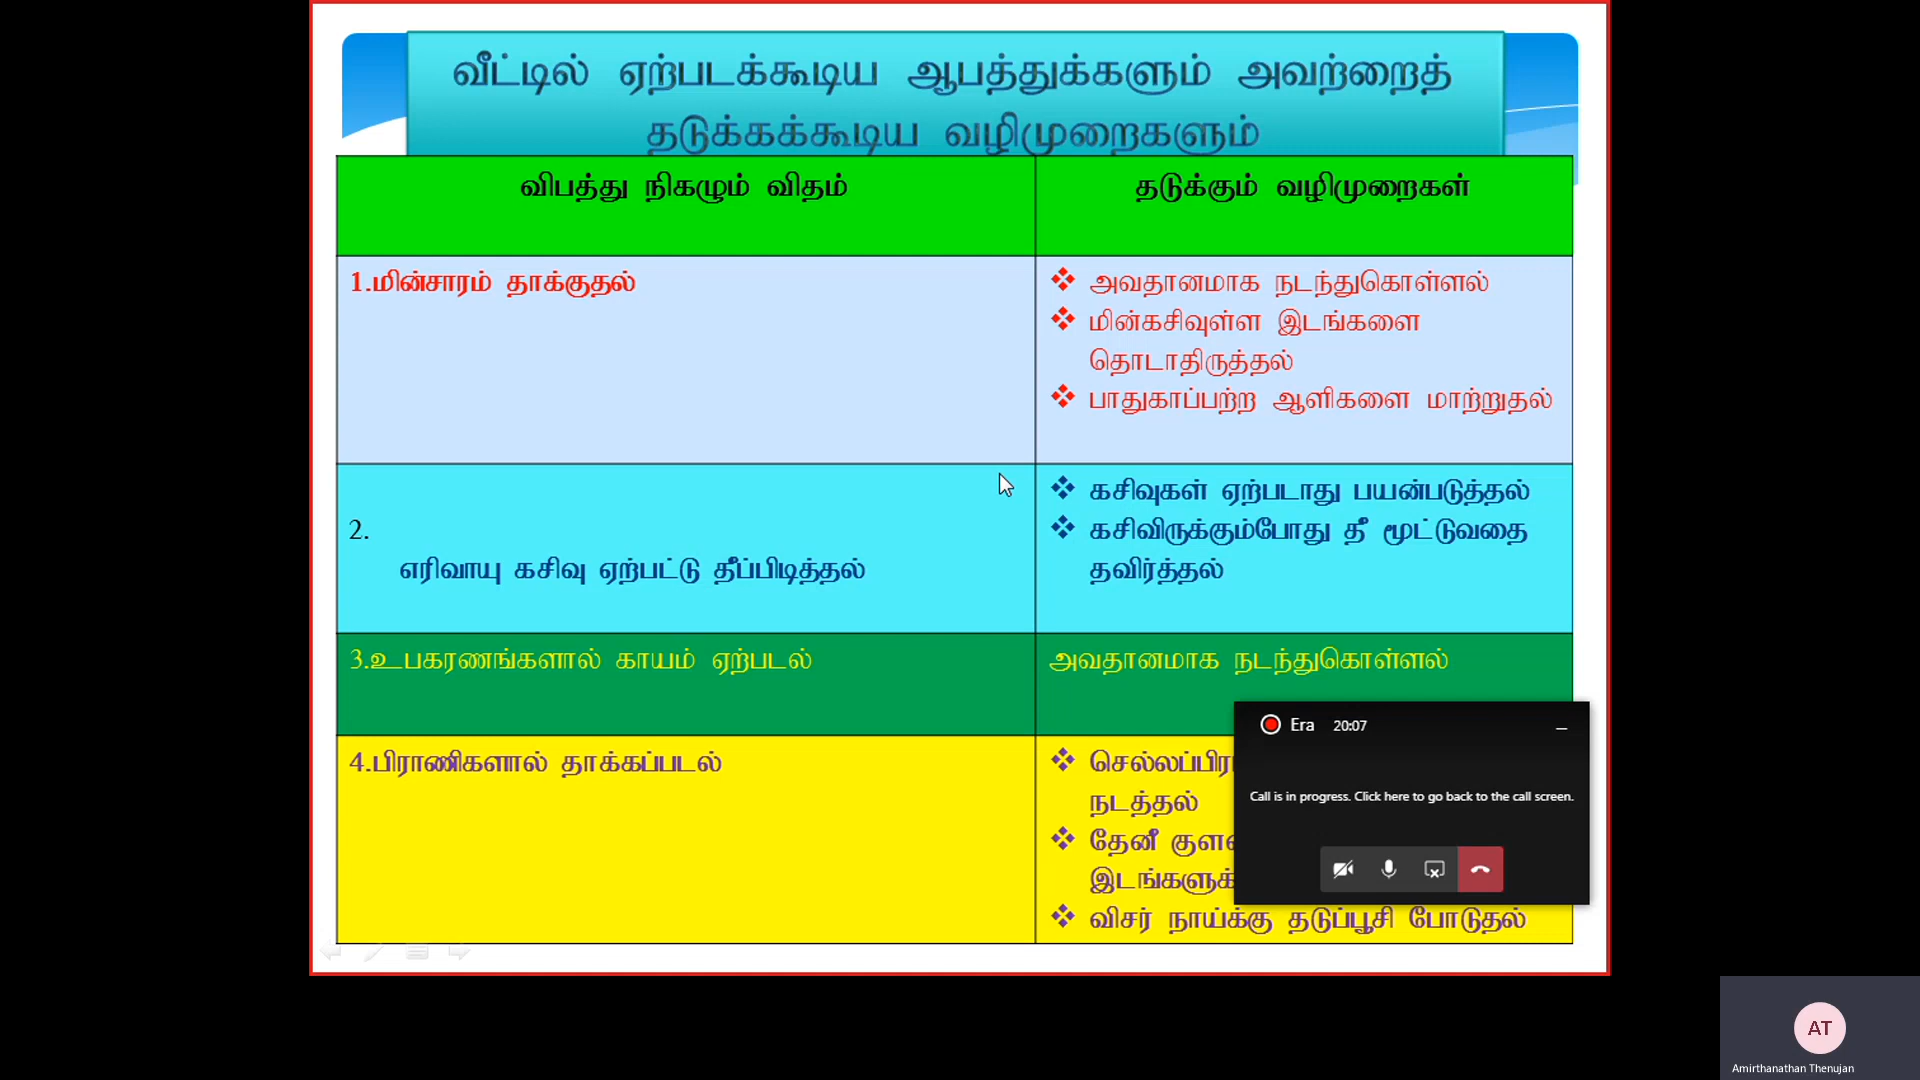 வீட்டில் ஏற்படக்கூடிய ஆபத்துக்களும் அவற்றைத்
தடுக்கக்கூடிய வழிமுறைகளும்
விபத்து நிகழும் விதம்
தடுக்கும் வழிமுறைகள்
1.மின்சாரம் தாக்குதல்
❖ அவதானமாக நடந்துகொள்ளல்
❖ மின்கசிவுள்ள இடங்களை
தொடாதிருத்தல்
❖ பாதுகாப்பற்ற ஆளிகளை மாற்றுதல்
2.
எரிவாயு கசிவு ஏற்பட்டு தீப்பிடித்தல்
❖ கசிவுகள் ஏற்படாது பயன்படுத்தல்
❖ கசிவிருக்கும்போது தீ மூட்டுவதை
தவிர்த்தல்
3.உபகரணங்களால் காயம் ஏற்படல்
அவதானமாக நடந்துகொள்ளல்
4.பிராணிகளால் தாக்கப்படல்
❖
நடத்தல்
❖ தேனீ
❖ விசர் நாய்க்கு தடுப்பூசி போடுதல்
Era 20:07
Call is in progress. Click here to go back to the call screen.
AT
Amirthanathan Thenujan